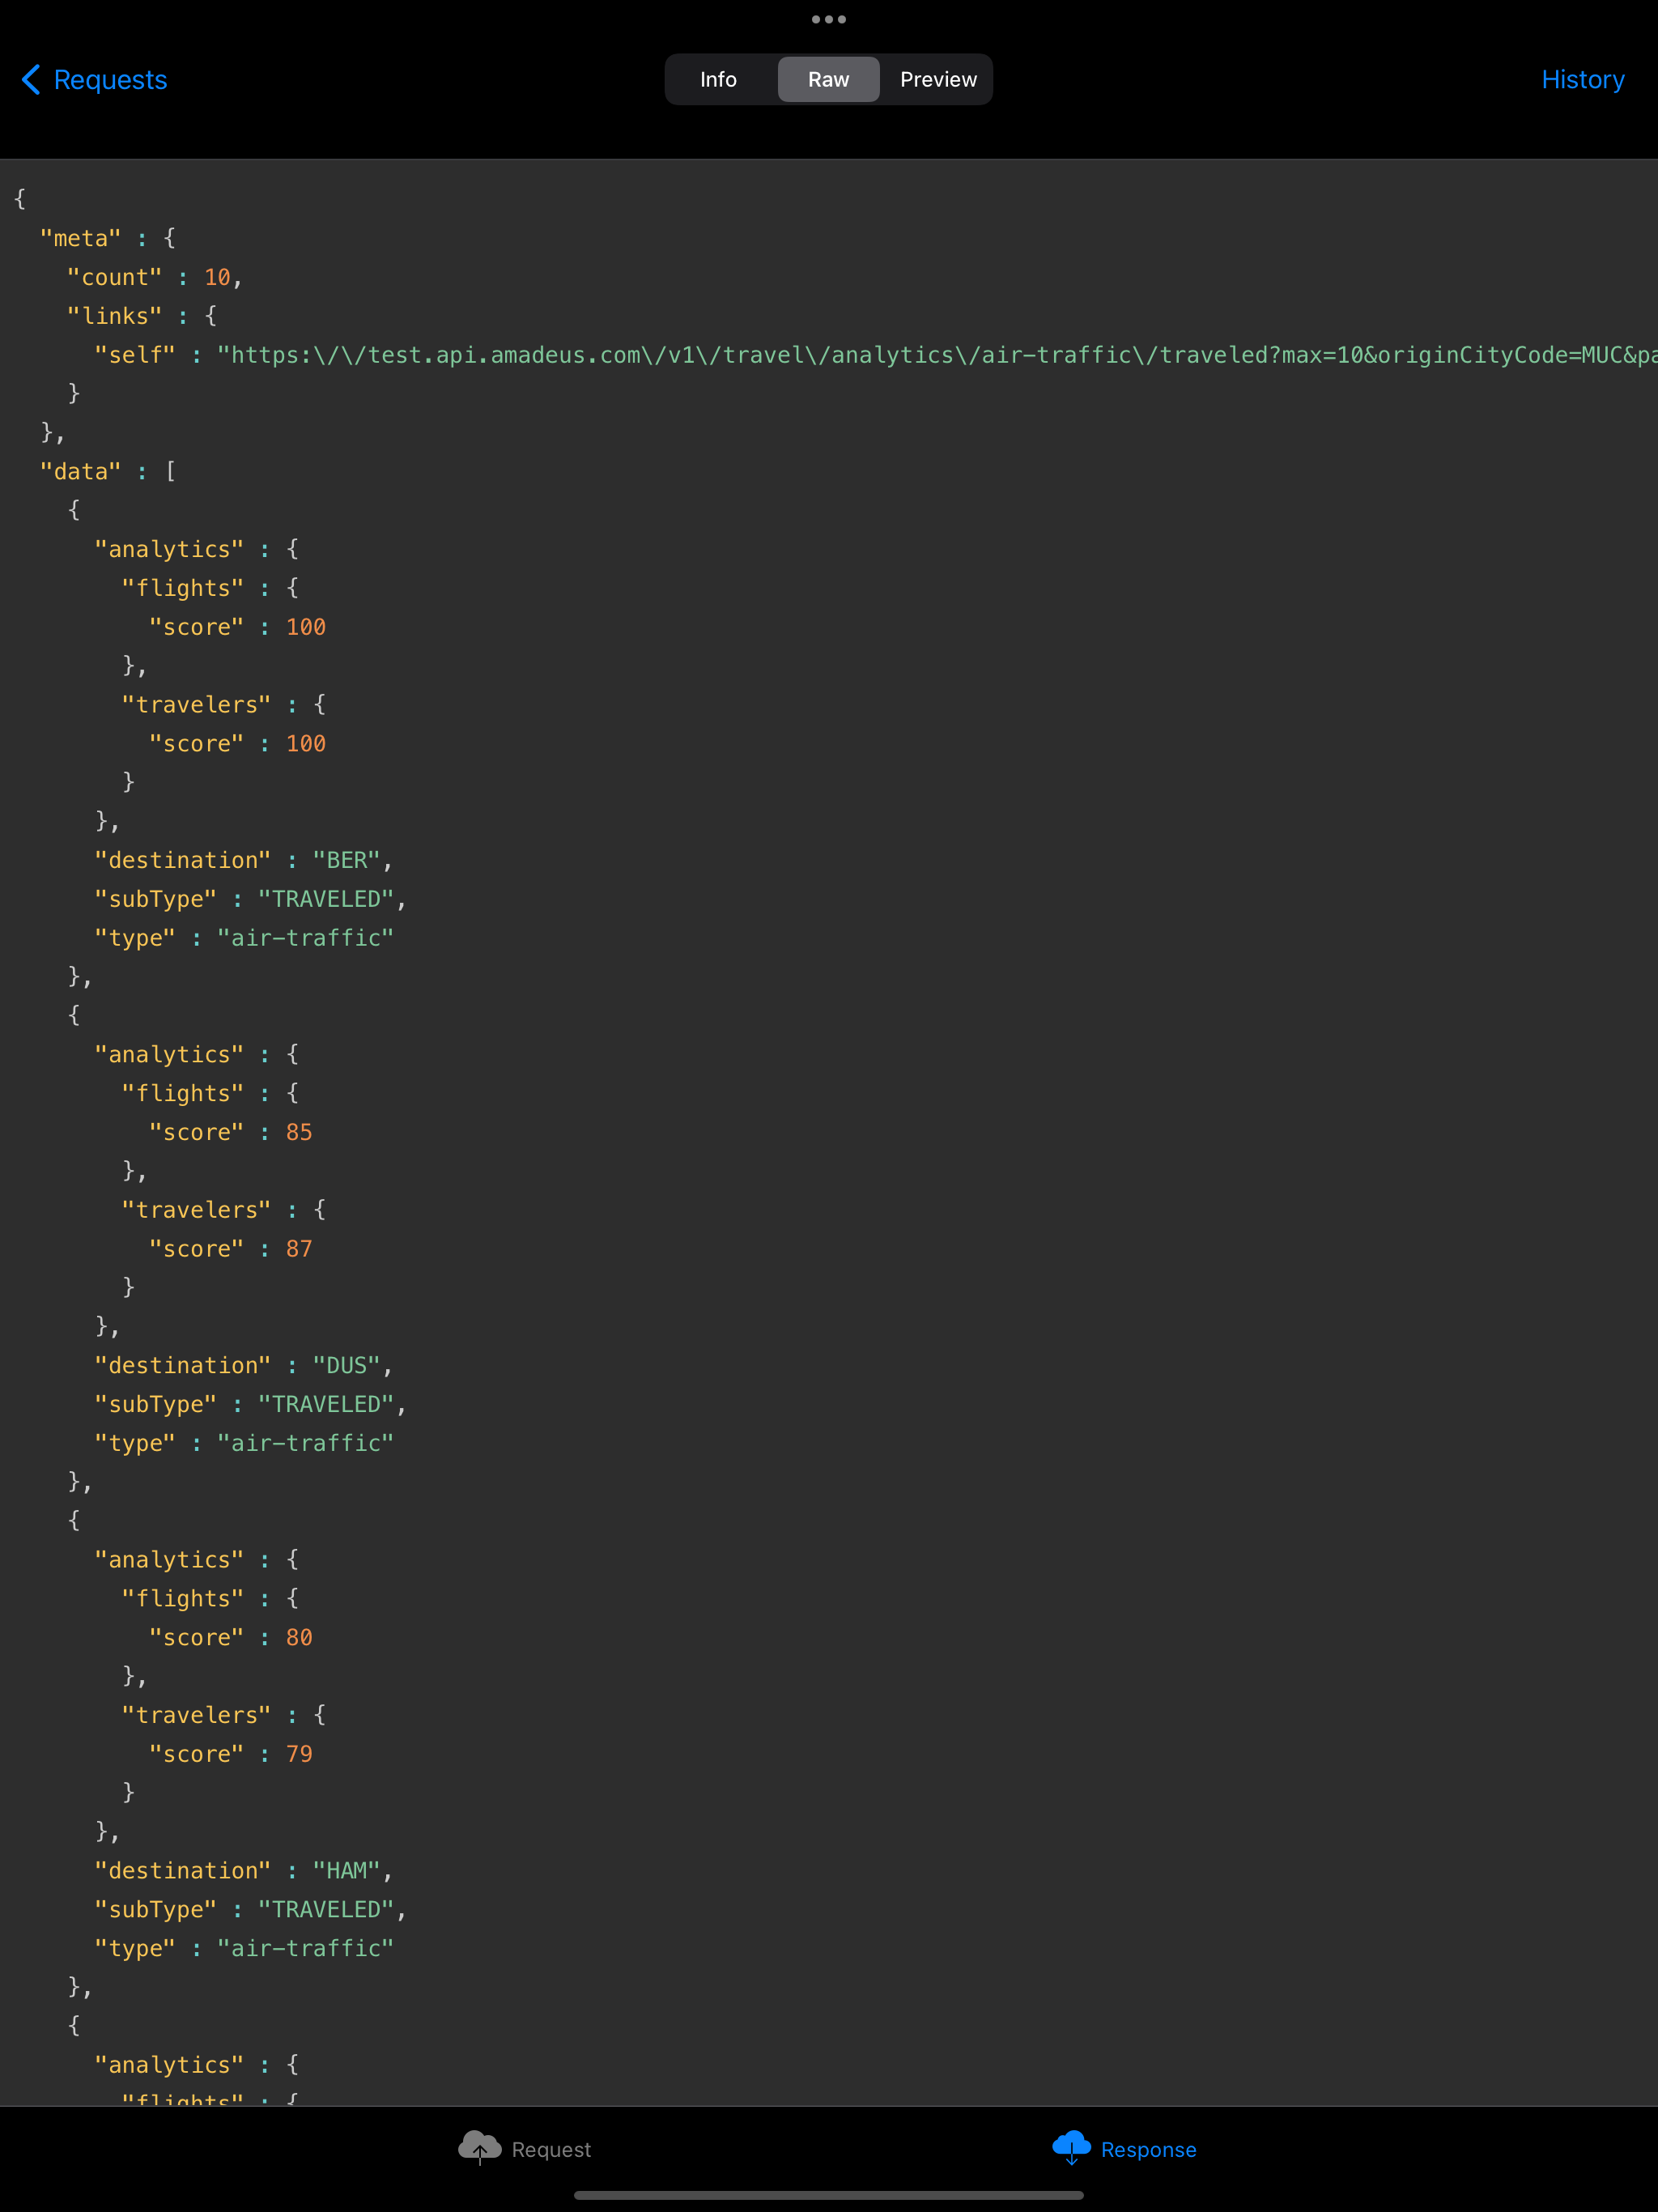 Requests
Info
Raw
Preview
History
{
  "meta" : {
    "count" : 10,
    "links" : {
      "self" : "https:\/\/test.api.amadeus.com\/v1\/travel\/analytics\/air-traffic\/traveled?max=10&originCityCode=MUC&pa
    }
  },
  "data" : [
    {
      "analytics" : {
        "flights" : {
          "score" : 100
        },
        "travelers" : {
          "score" : 100
        }
      },
      "destination" : "BER",
      "subType" : "TRAVELED",
      "type" : "air-traffic"
    },
    {
      "analytics" : {
        "flights" : {
          "score" : 85
        },
        "travelers" : {
          "score" : 87
        }
      },
      "destination" : "DUS",
      "subType" : "TRAVELED",
      "type" : "air-traffic"
    },
    {
      "analytics" : {
        "flights" : {
          "score" : 80
        },
        "travelers" : {
          "score" : 79
        }
      },
      "destination" : "HAM",
      "subType" : "TRAVELED",
      "type" : "air-traffic"
    },
    {
      "analytics" : {
        "flights" : {
Request
Response